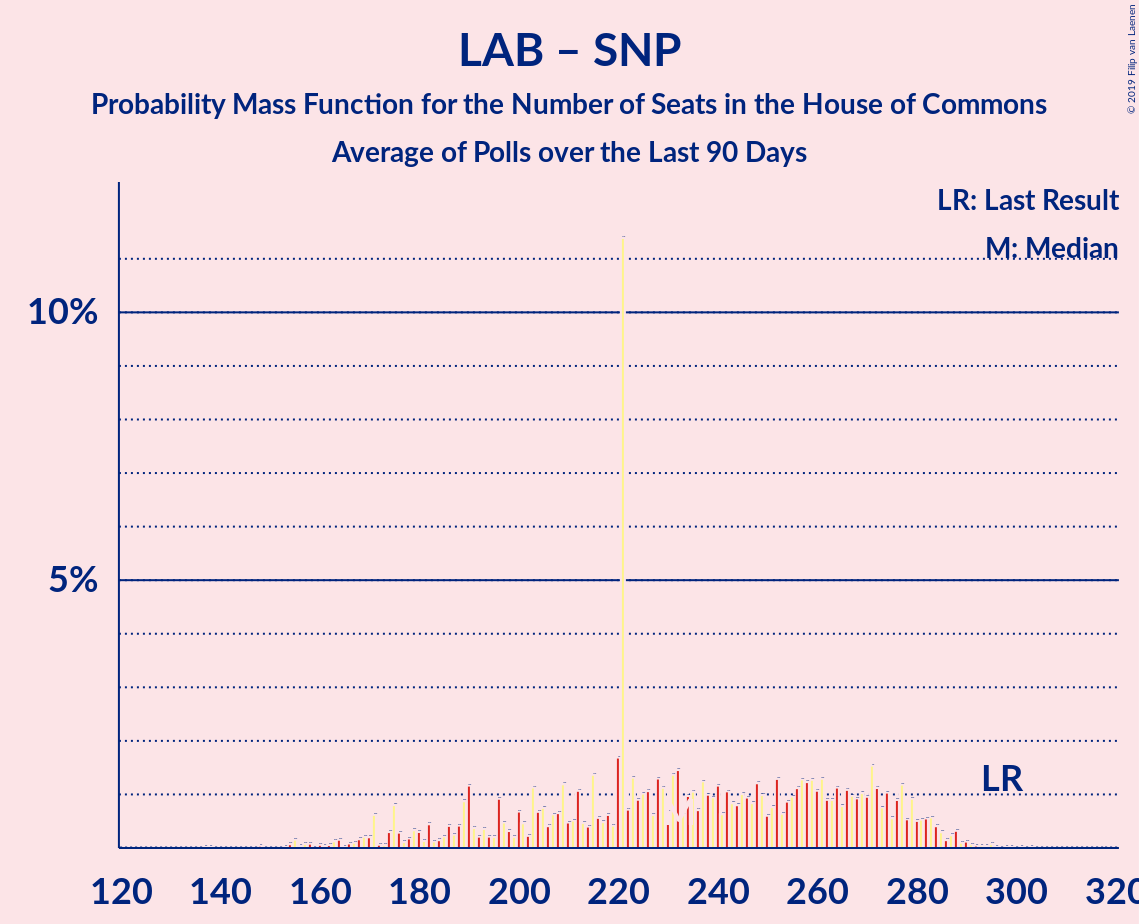 LAB – SNP
Probability Mass Function for the Number of Seats in the House of Commons
Average of Polls over the Last 90 Days
© 2019 Filip van Laenen
LR: Last Result
M: Median
10%
5%
LR
120 140 160 180 200 220 240 260 280 300 320